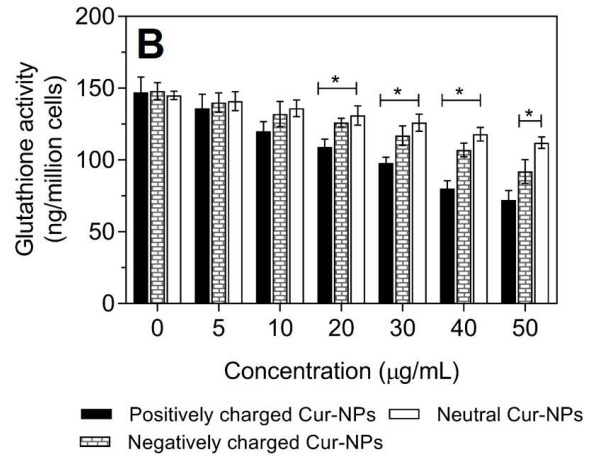 B
Glutathione activity
(ng/million cells)
200
150
100
50
0
* * * *
0 5 10 20 30 40 50
Concentration (μg/mL)
Positively charged Cur-NPs Neutral Cur-NPs
Negatively charged Cur-NPs